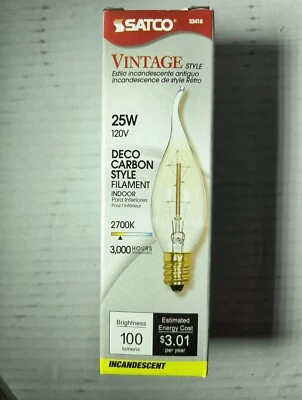 SATCO
S2416
VINTAGE STYLE
Estilo incandescente antiguo
Incandescence de style Rétro
25W
120V
DECO
CARBON
STYLE
FILAMENT
INDOOR
Para Interiores
Pour l'intérieur
2700K
3,000 HOURS
Brightness
100
lumens
Estimated
Energy Cost
$3.01
per year
INCANDESCENT